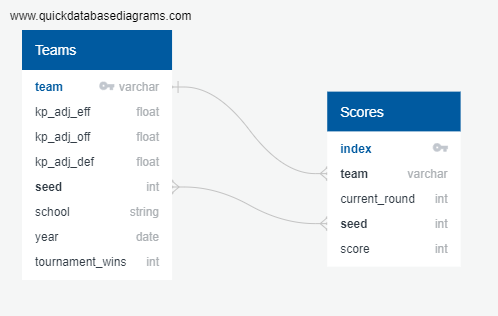 www.quickdatabasediagrams.com
Teams
team varchar
kp_adj_eff float
kp_adj_off float
kp_adj_def float
seed int
school string
year date
tournament_wins int
Scores
index
team varchar
current_round int
seed int
score int